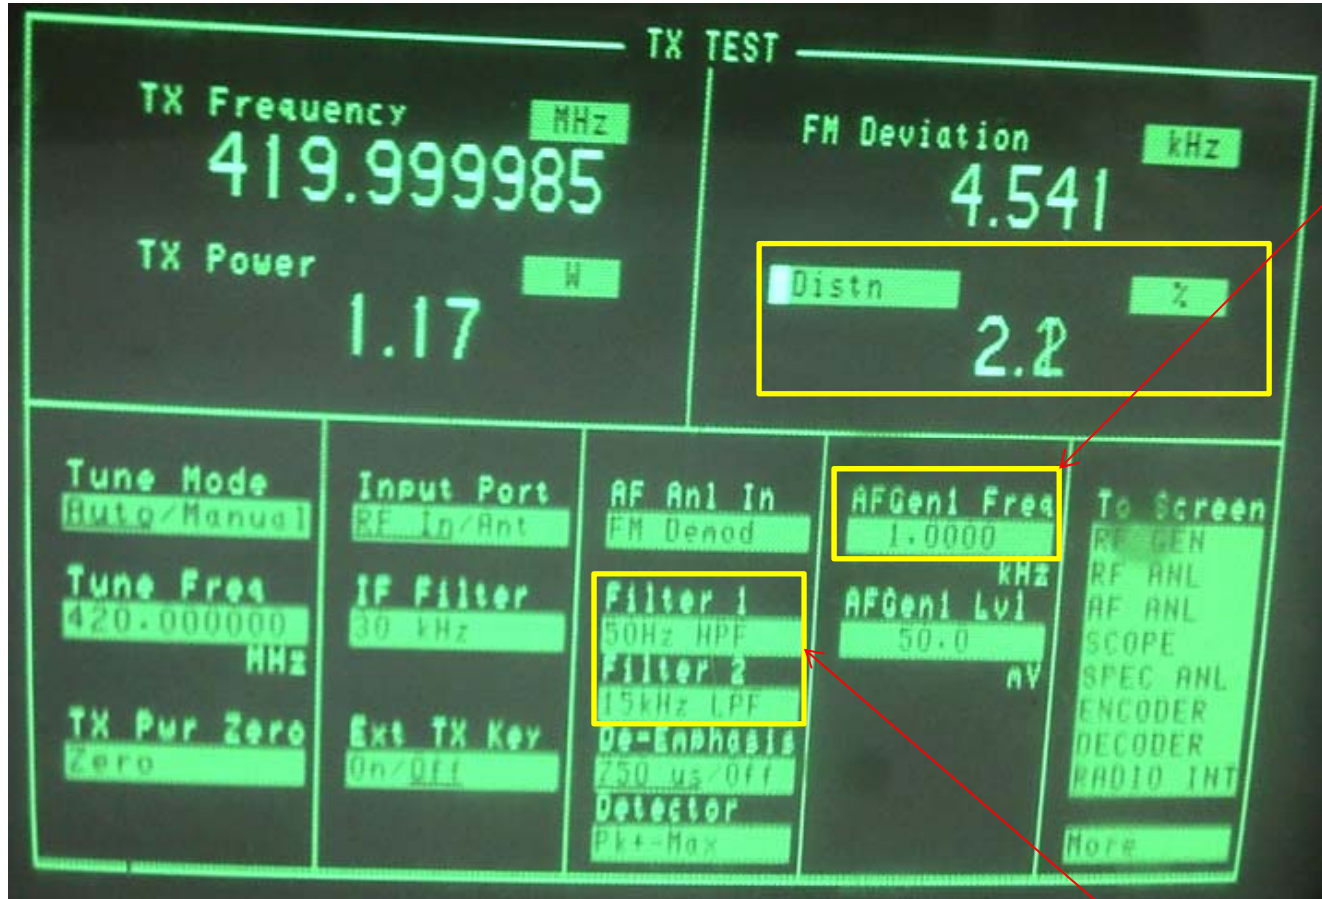 TX TEST
TX Frequency MHz
419.999985
TX Power W
1.17
FM Deviation kHz
4.541
Distn %
Tune Mode
Auto/Manual
Tune Freq
420.000000
MHz
TX Pwr Zero
Zero
Input Port
RF In/Ant
IF Filter
30 kHz
Ext TX Key
On/Off
AF Anl In
FM Demod
Filter 1
50Hz HPF
Filter 2
15kHz LPF
De-Emphasis
750 us/Off
Detector
Pk+-Max
AFGen1 Freq
1.0000
kHz
AFGen1 Lvl
50.0
mV
To Screen
RF GEN
RF ANL
AF ANL
SCOPE
SPEC ANL
ENCODER
DECODER
RADIO INT
More